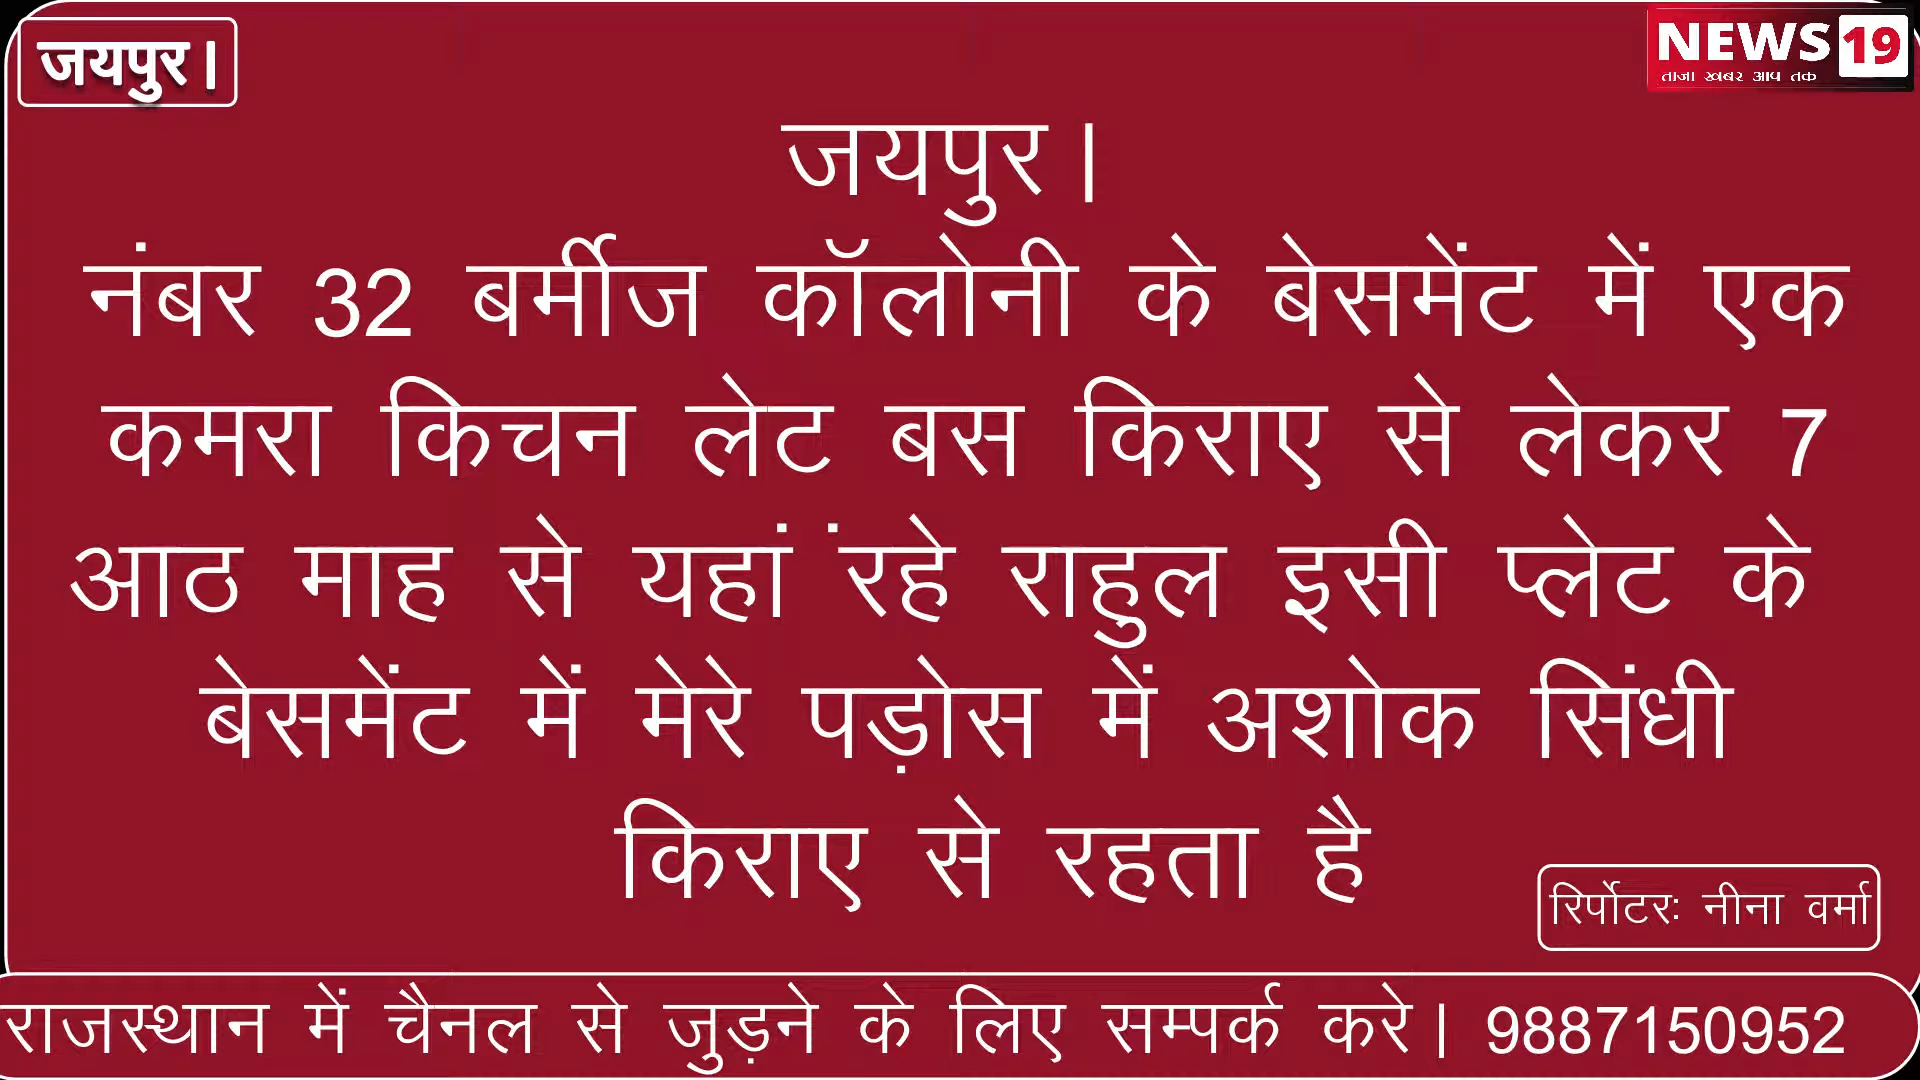 जयपुर।
NEWS 19
ताजा खबर आप तक
जयपुर।
नंबर 32 बर्मीज कॉलोनी के बेसमेंट में एक
कमरा किचन लेट बस किराए से लेकर 7
आठ माह से यहां ंरहे राहुल इसी प्लेट के
बेसमेंट में मेरे पड़ोस में अशोक सिंधी
किराए से रहता है
रिर्पोटरः नीना वर्मा
राजस्थान में चैनल से जुड़ने के लिए सम्पर्क करे। 9887150952